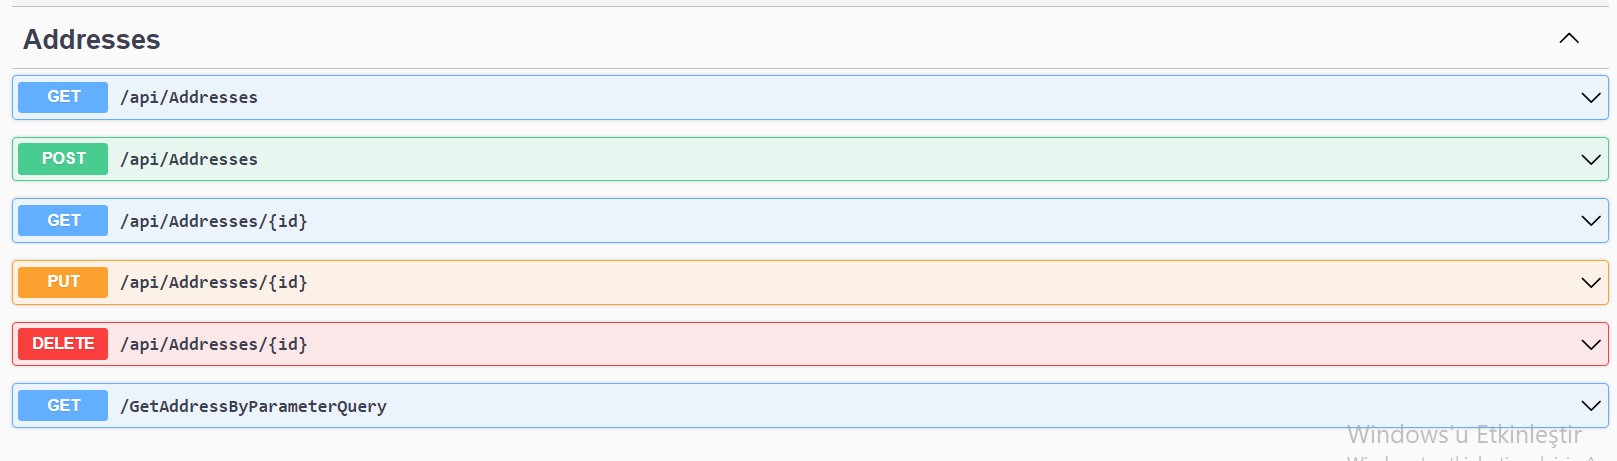 Addresses
GET /api/Addresses
POST /api/Addresses
GET /api/Addresses/{id}
PUT /api/Addresses/{id}
DELETE /api/Addresses/{id}
GET /GetAddressByParameterQuery
Windows'u Etkinleştir